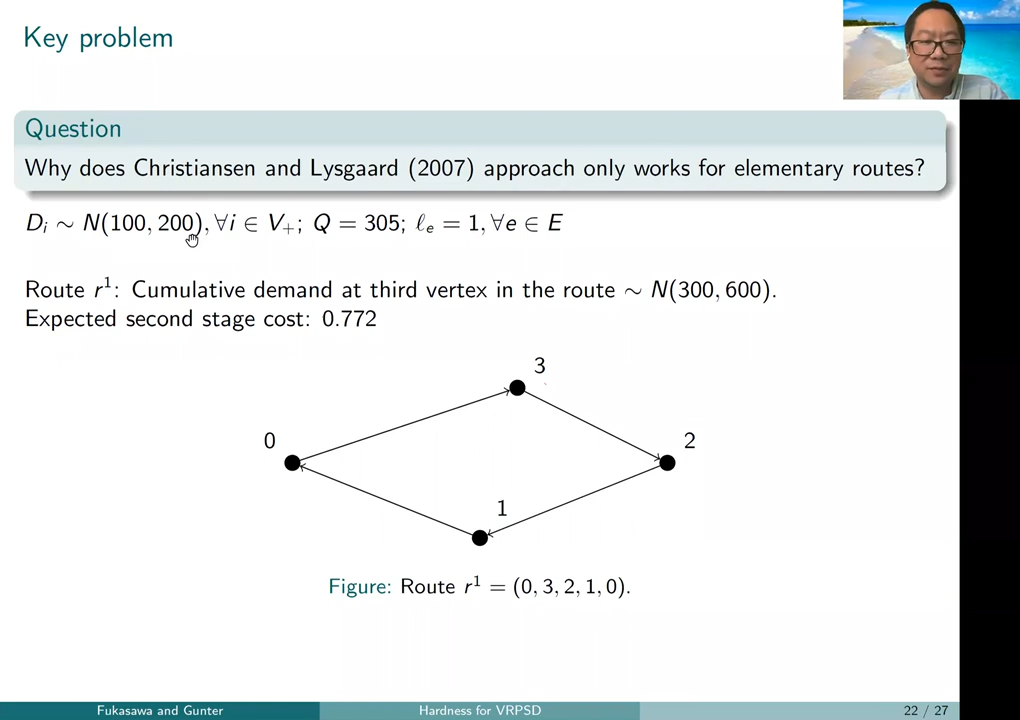 Key problem
Question
Why does Christiansen and Lysgaard (2007) approach only works for elementary routes?
D_i ∼ N(100, 200), ∀i ∈ V_+; Q = 305; ℓ_e = 1, ∀e ∈ E
Route r^1: Cumulative demand at third vertex in the route ∼ N(300, 600).
Expected second stage cost: 0.772
3
0
2
1
Figure: Route r^1 = (0, 3, 2, 1, 0).
Fukasawa and Gunter Hardness for VRPSD 22 / 27